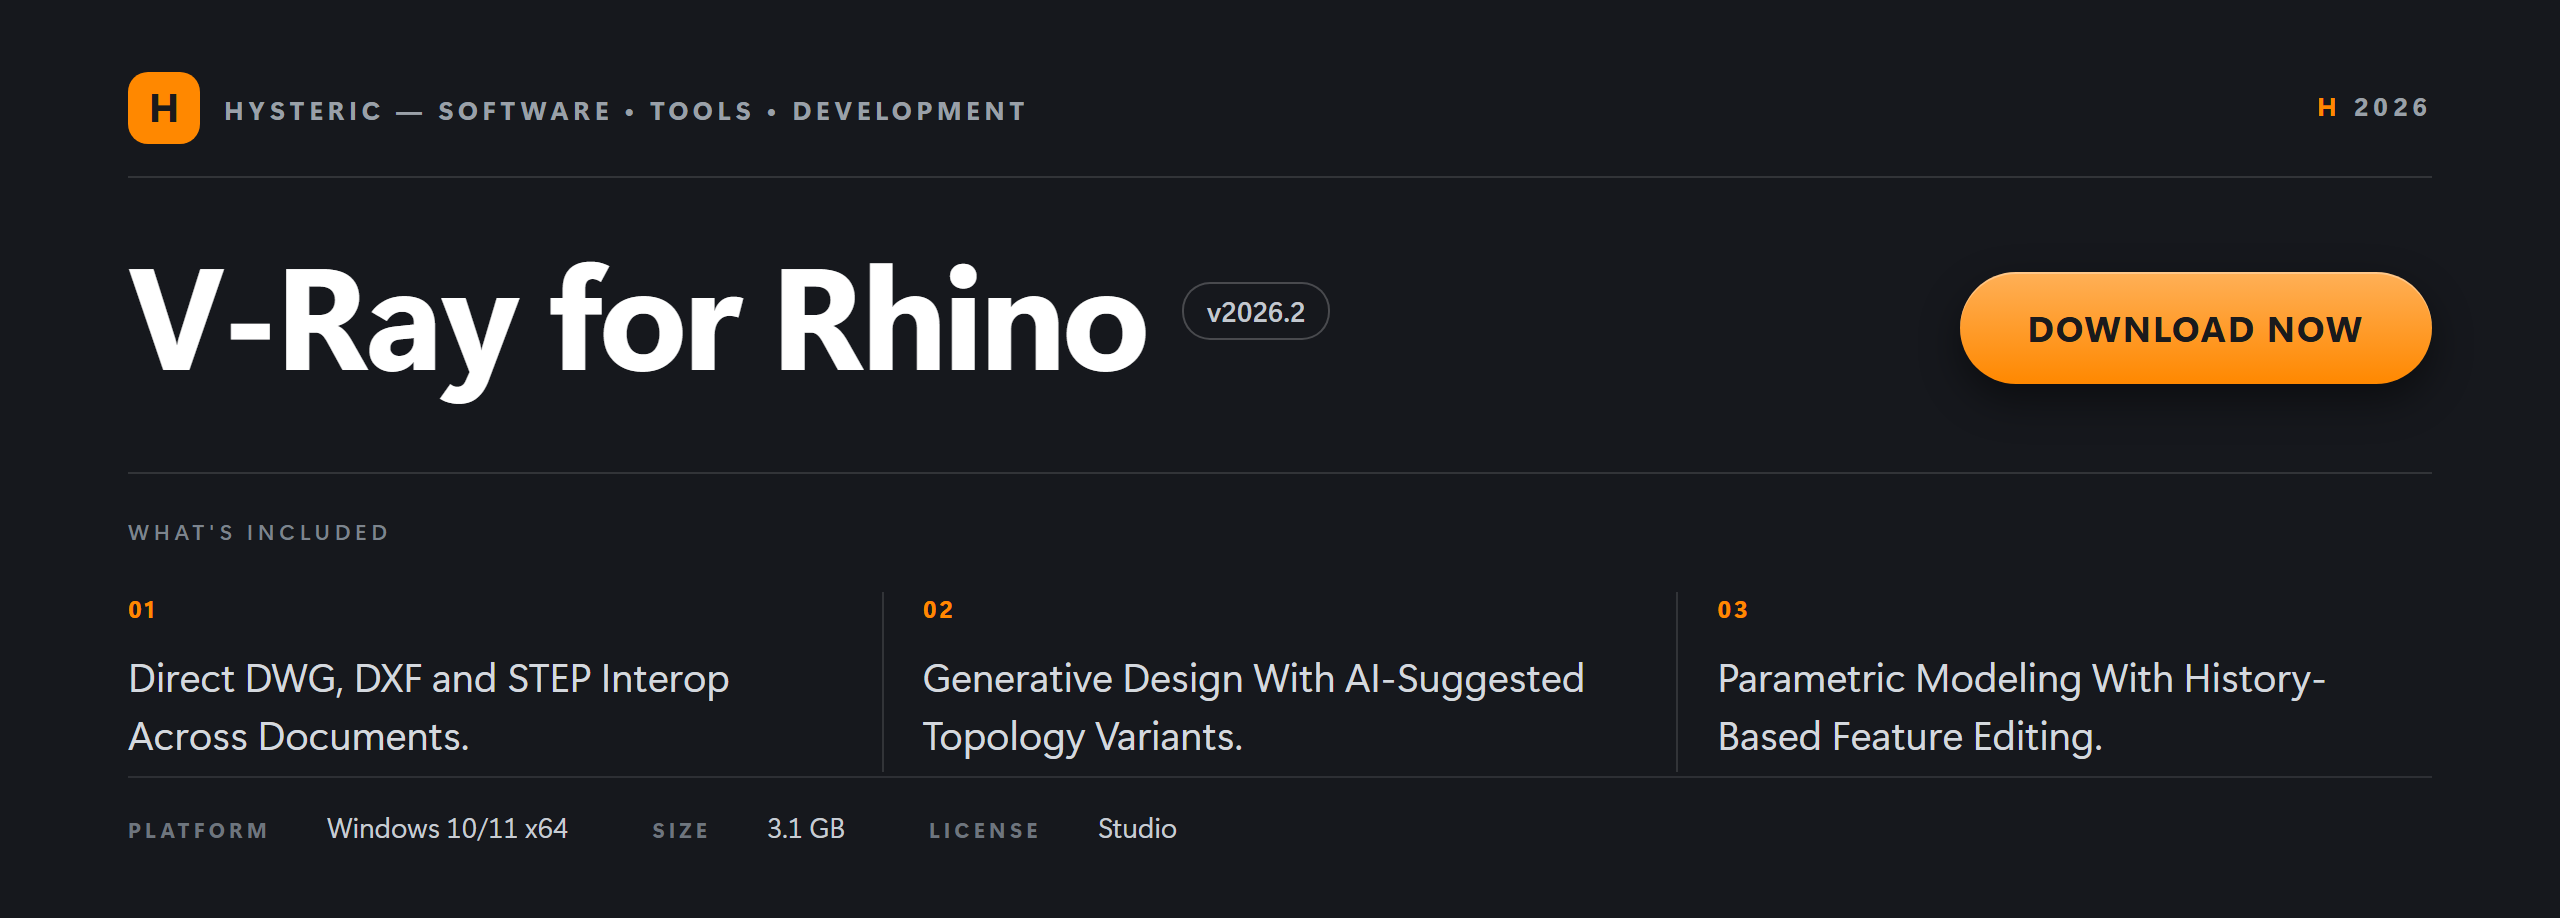 H HYSTERIC — SOFTWARE • TOOLS • DEVELOPMENT
H 2026
V-Ray for Rhino v2026.2
DOWNLOAD NOW
WHAT'S INCLUDED
01
Direct DWG, DXF and STEP Interop
Across Documents.
02
Generative Design With AI-Suggested
Topology Variants.
03
Parametric Modeling With History-
Based Feature Editing.
PLATFORM Windows 10/11 x64 SIZE 3.1 GB LICENSE Studio